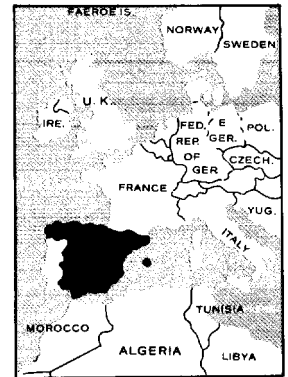 FAEROE IS.
NORWAY
SWEDEN
U. K.
IRE.
FED.
REP.
OF
GER.
E
GER.
POL.
CZECH.
FRANCE
YUG.
ITALY
MOROCCO
ALGERIA
TUNISIA
LIBYA